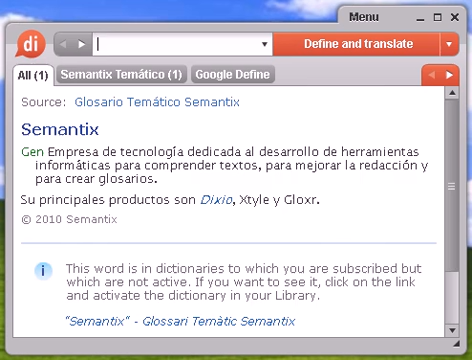 Menu
di
Define and translate
All (1) Semantix Temático (1) Google Define
Source: Glosario Temático Semantix
Semantix
Gen Empresa de tecnología dedicada al desarrollo de herramientas
informáticas para comprender textos, para mejorar la redacción y
para crear glosarios.
Su principales productos son Dixio, Xtyle y Gloxr.
© 2010 Semantix
i
This word is in dictionaries to which you are subscribed but
which are not active. If you want to see it, click on the link
and activate the dictionary in your Library.
"Semantix" - Glossari Temàtic Semantix